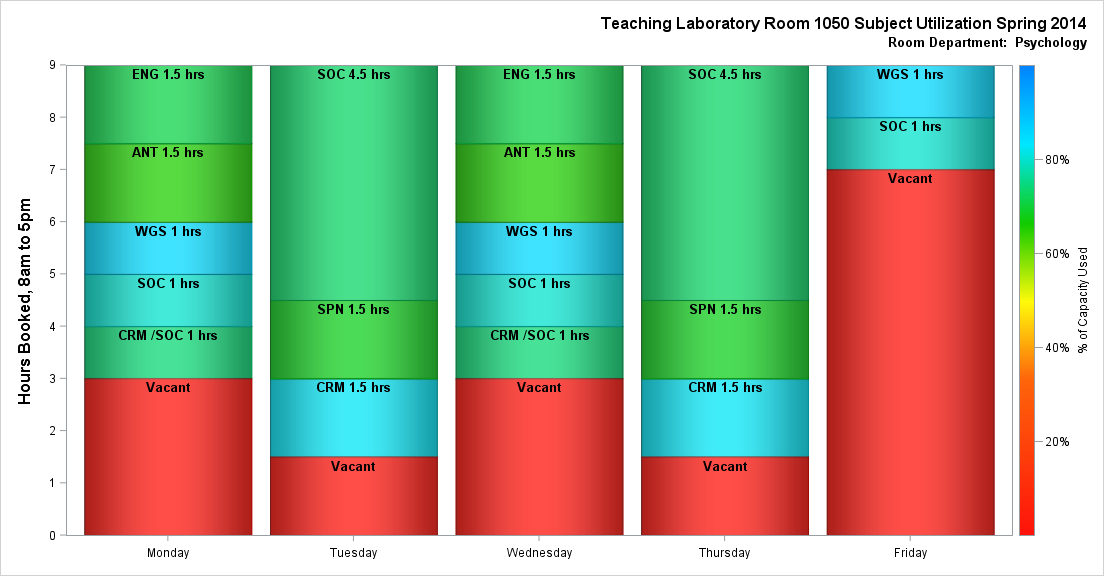 Teaching Laboratory Room 1050 Subject Utilization Spring 2014
Room Department: Psychology
Hours Booked, 8am to 5pm
9
8
7
6
5
4
3
2
1
0
ENG 1.5 hrs
ANT 1.5 hrs
WGS 1 hrs
SOC 1 hrs
CRM /SOC 1 hrs
Vacant
Monday
SOC 4.5 hrs
SPN 1.5 hrs
CRM 1.5 hrs
Vacant
Tuesday
ENG 1.5 hrs
ANT 1.5 hrs
WGS 1 hrs
SOC 1 hrs
CRM /SOC 1 hrs
Vacant
Wednesday
SOC 4.5 hrs
SPN 1.5 hrs
CRM 1.5 hrs
Vacant
Thursday
WGS 1 hrs
SOC 1 hrs
Vacant
Friday
80%
60%
40%
20%
% of Capacity Used